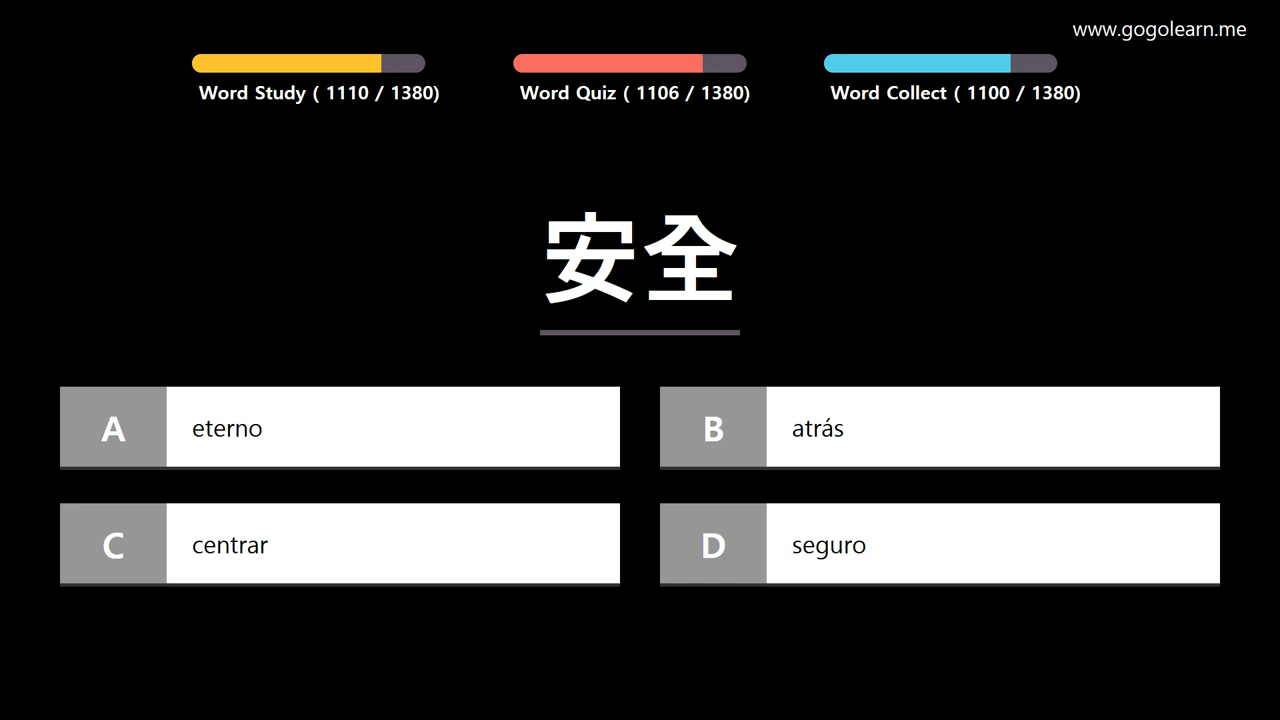 www.gogolearn.me
Word Study ( 1110 / 1380)
Word Quiz ( 1106 / 1380)
Word Collect ( 1100 / 1380)
安全
A eterno
B atrás
C centrar
D seguro